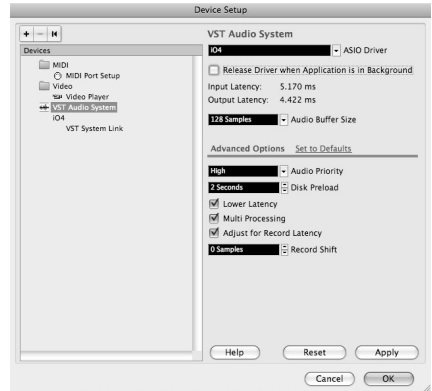 Device Setup
+ −
Devices
MIDI
MIDI Port Setup
Video
Video Player
VST Audio System
iO4
VST System Link
VST Audio System
iO4 ASIO Driver
Release Driver when Application is in Background
Input Latency: 5.170 ms
Output Latency: 4.422 ms
128 Samples Audio Buffer Size
Advanced Options Set to Defaults
High Audio Priority
2 Seconds Disk Preload
Lower Latency
Multi Processing
Adjust for Record Latency
0 Samples Record Shift
Help Reset Apply
Cancel OK